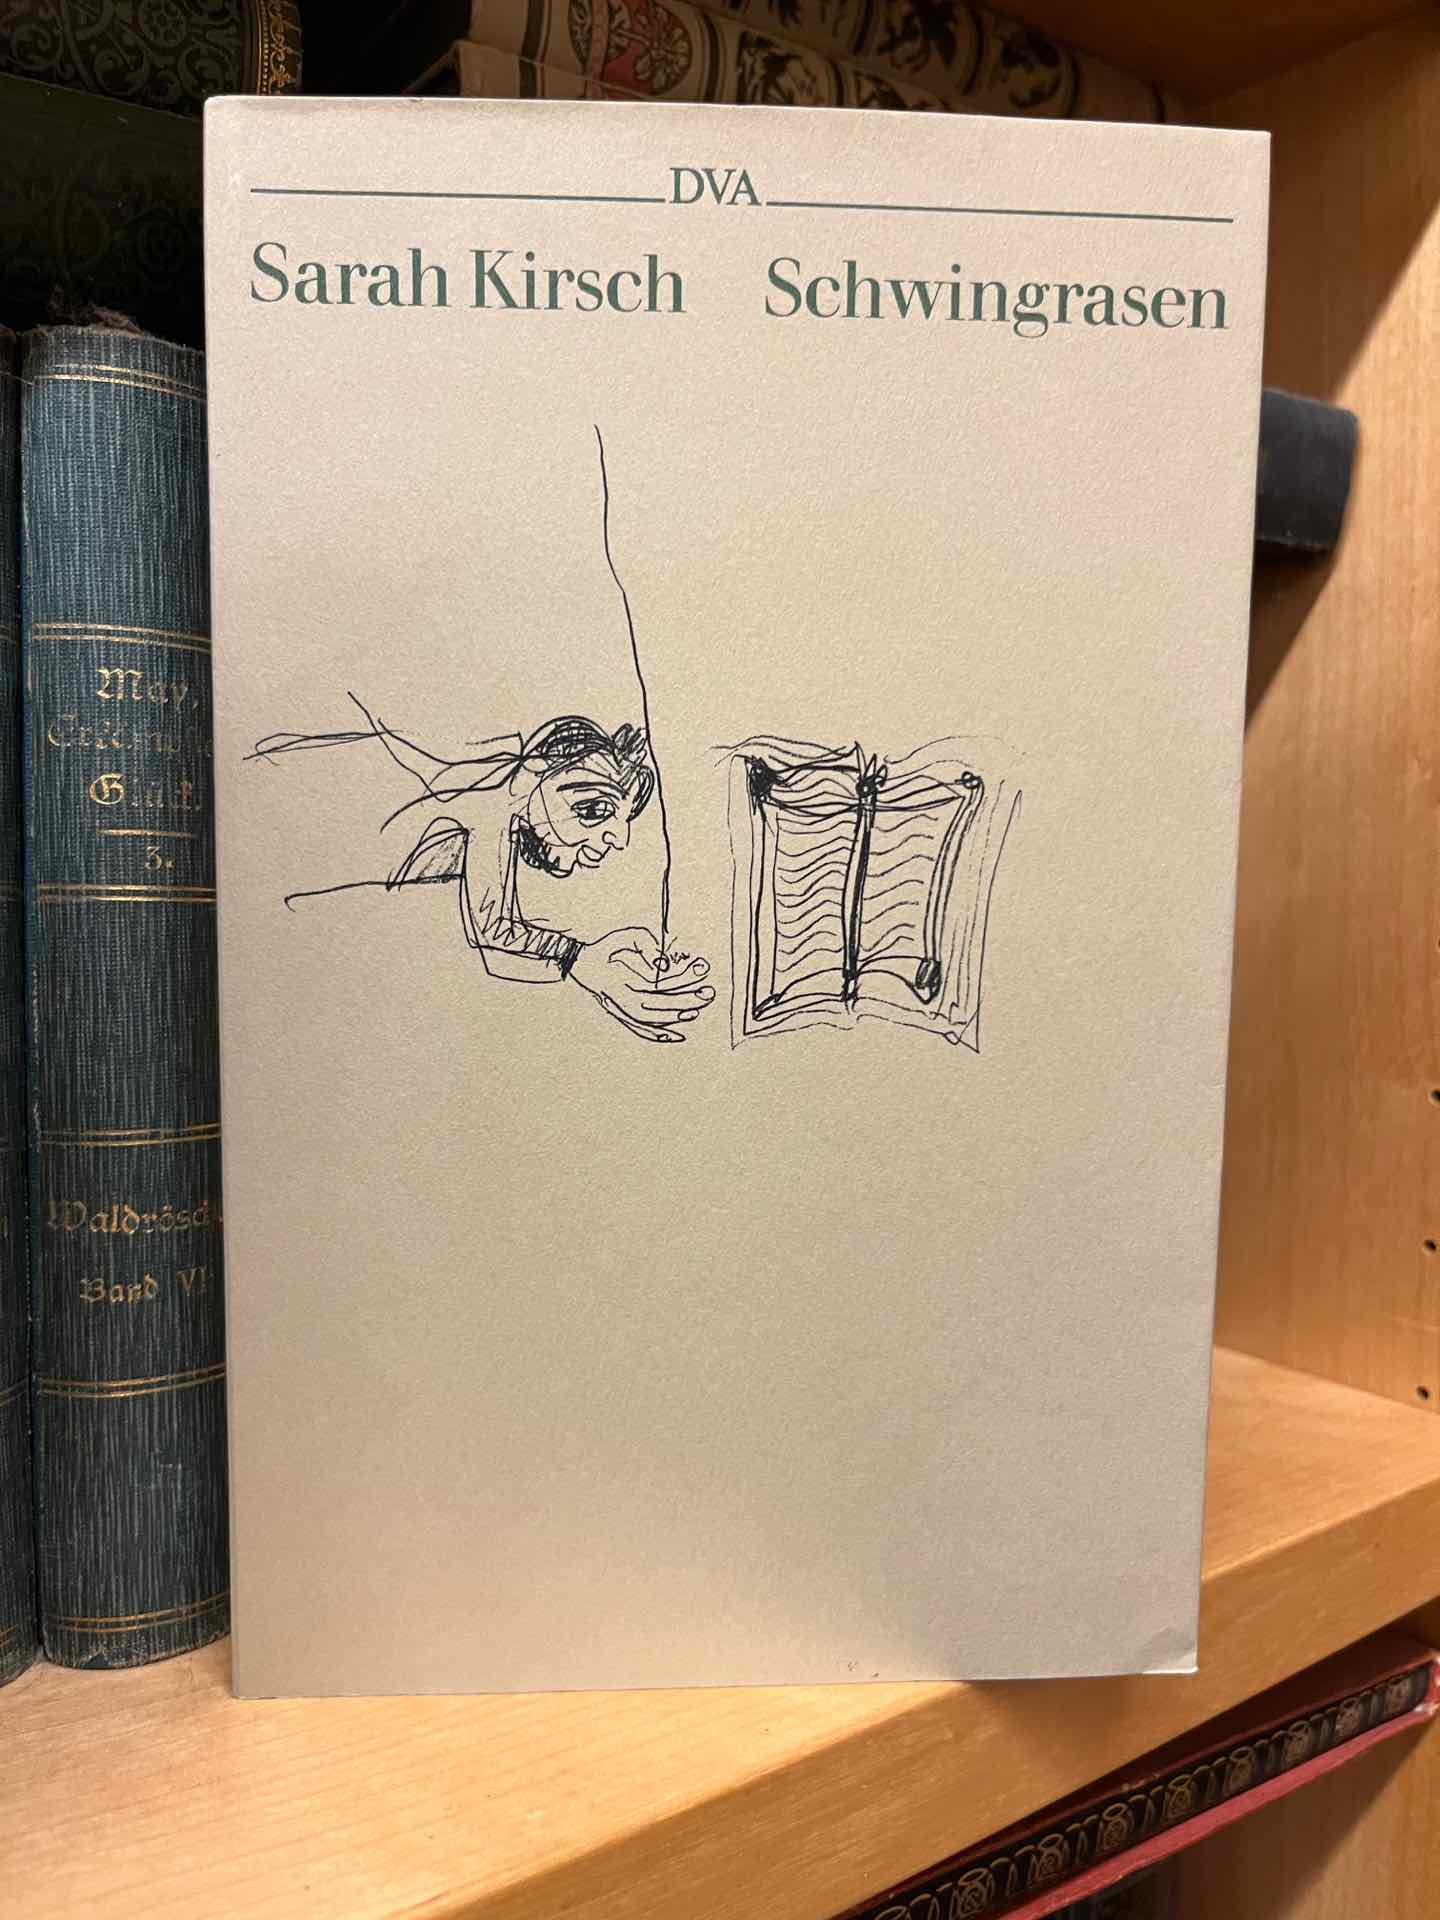 DVA
Sarah Kirsch Schwingrasen
May,
3.
Band VI